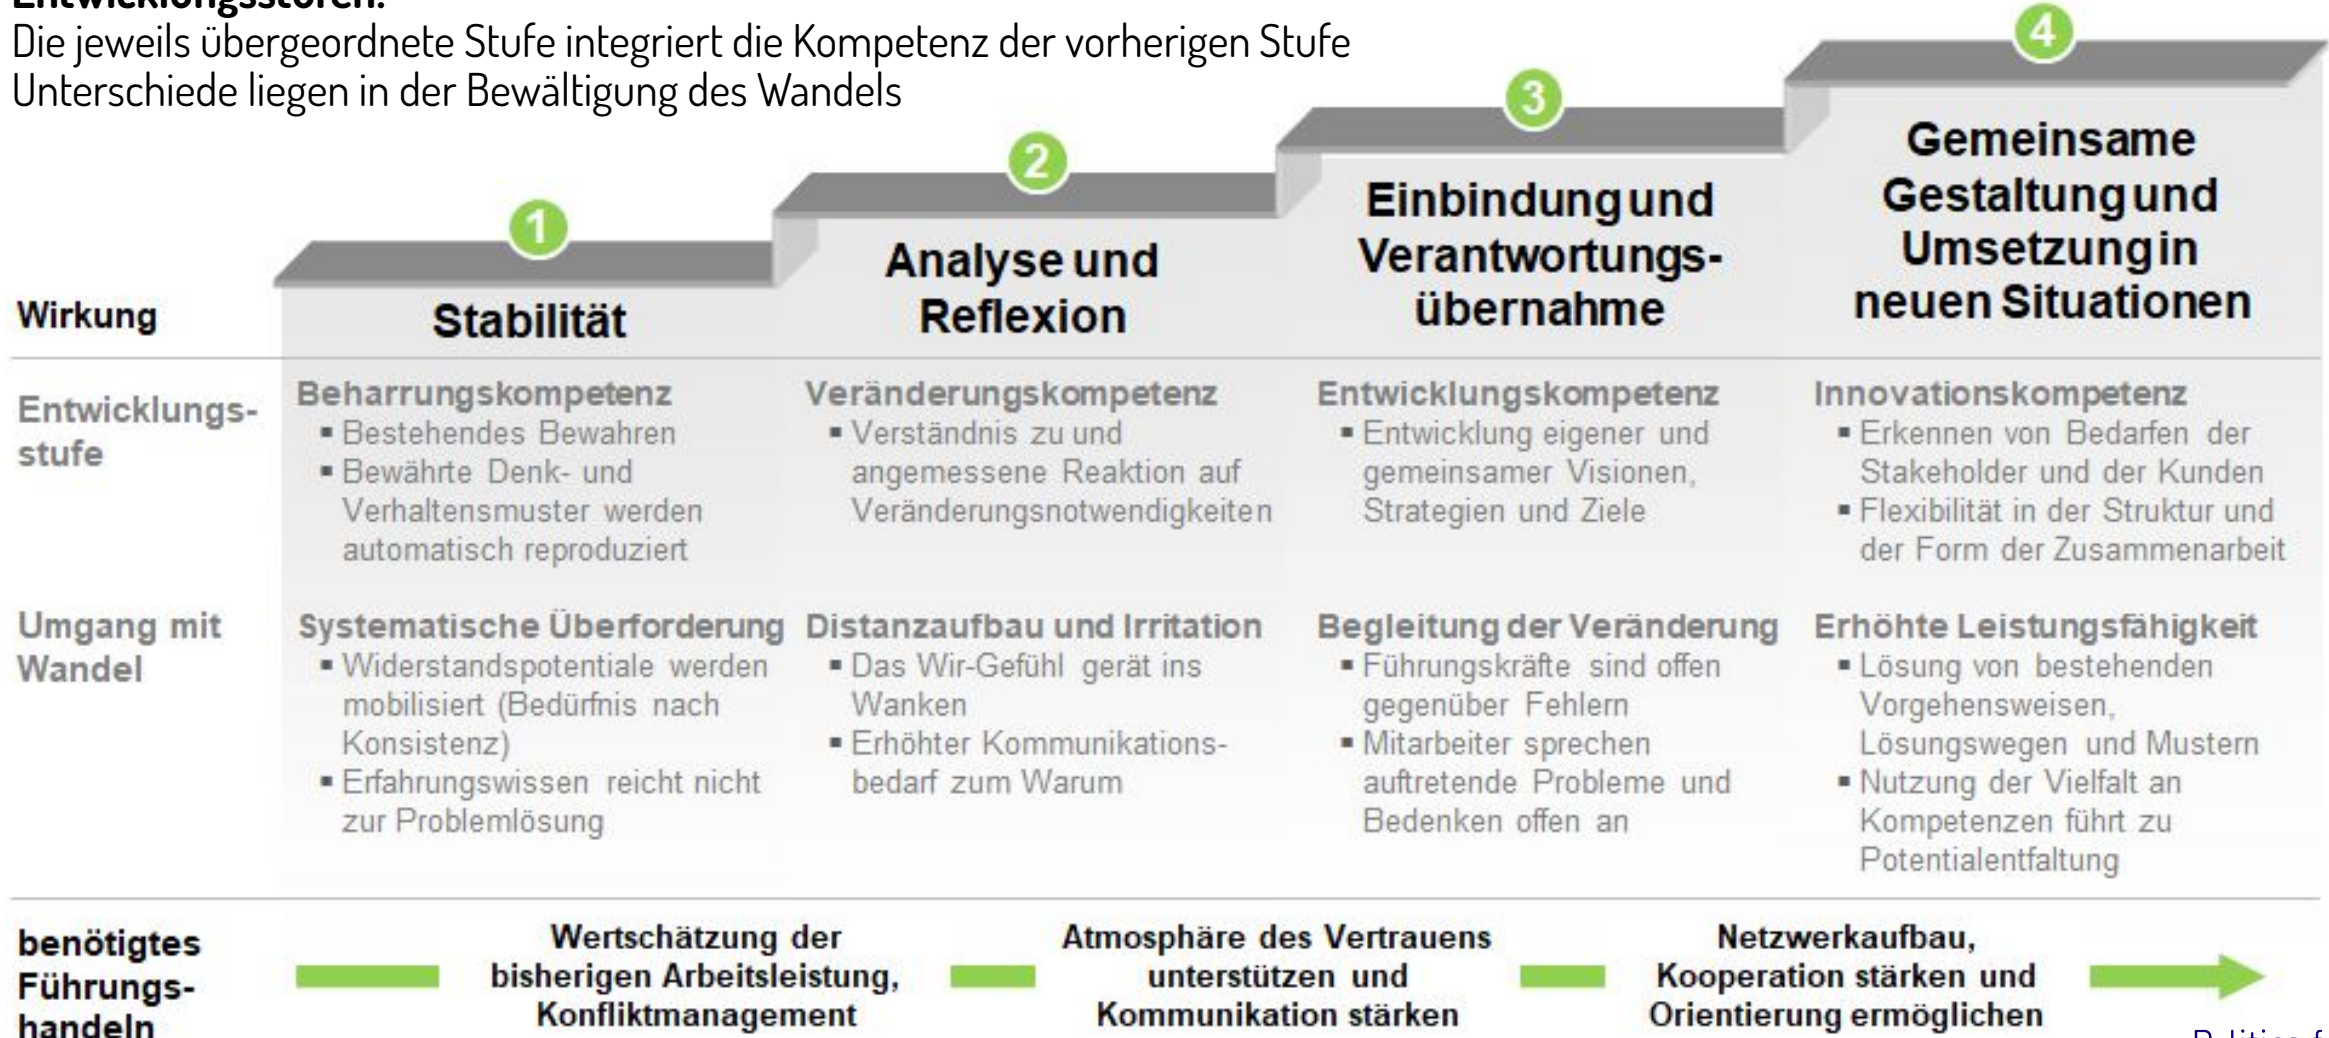 Entwicklungsstufen:
Die jeweils übergeordnete Stufe integriert die Kompetenz der vorherigen Stufe
Unterschiede liegen in der Bewältigung des Wandels
1
2
3
4
Wirkung
Stabilität
Analyse und
Reflexion
Einbindung und
Verantwortungs-
übernahme
Gemeinsame
Gestaltung und
Umsetzung in
neuen Situationen
Entwicklungs-
stufe
Beharrungskompetenz
▪ Bestehendes Bewahren
▪ Bewährte Denk- und
Verhaltensmuster werden
automatisch reproduziert
Veränderungskompetenz
▪ Verständnis zu und
angemessene Reaktion auf
Veränderungsnotwendigkeiten
Entwicklungskompetenz
▪ Entwicklung eigener und
gemeinsamer Visionen,
Strategien und Ziele
Innovationskompetenz
▪ Erkennen von Bedarfen der
Stakeholder und der Kunden
▪ Flexibilität in der Struktur und
der Form der Zusammenarbeit
Umgang mit
Wandel
Systematische Überforderung
▪ Widerstandspotentiale werden
mobilisiert (Bedürfnis nach
Konsistenz)
▪ Erfahrungswissen reicht nicht
zur Problemlösung
Distanzaufbau und Irritation
▪ Das Wir-Gefühl gerät ins
Wanken
▪ Erhöhter Kommunikations-
bedarf zum Warum
Begleitung der Veränderung
▪ Führungskräfte sind offen
gegenüber Fehlern
▪ Mitarbeiter sprechen
auftretende Probleme und
Bedenken offen an
Erhöhte Leistungsfähigkeit
▪ Lösung von bestehenden
Vorgehensweisen,
Lösungswegen und Mustern
▪ Nutzung der Vielfalt an
Kompetenzen führt zu
Potentialentfaltung
benötigtes
Führungs-
handeln
Wertschätzung der
bisherigen Arbeitsleistung,
Konfliktmanagement
Atmosphäre des Vertrauens
unterstützen und
Kommunikation stärken
Netzwerkaufbau,
Kooperation stärken und
Orientierung ermöglichen